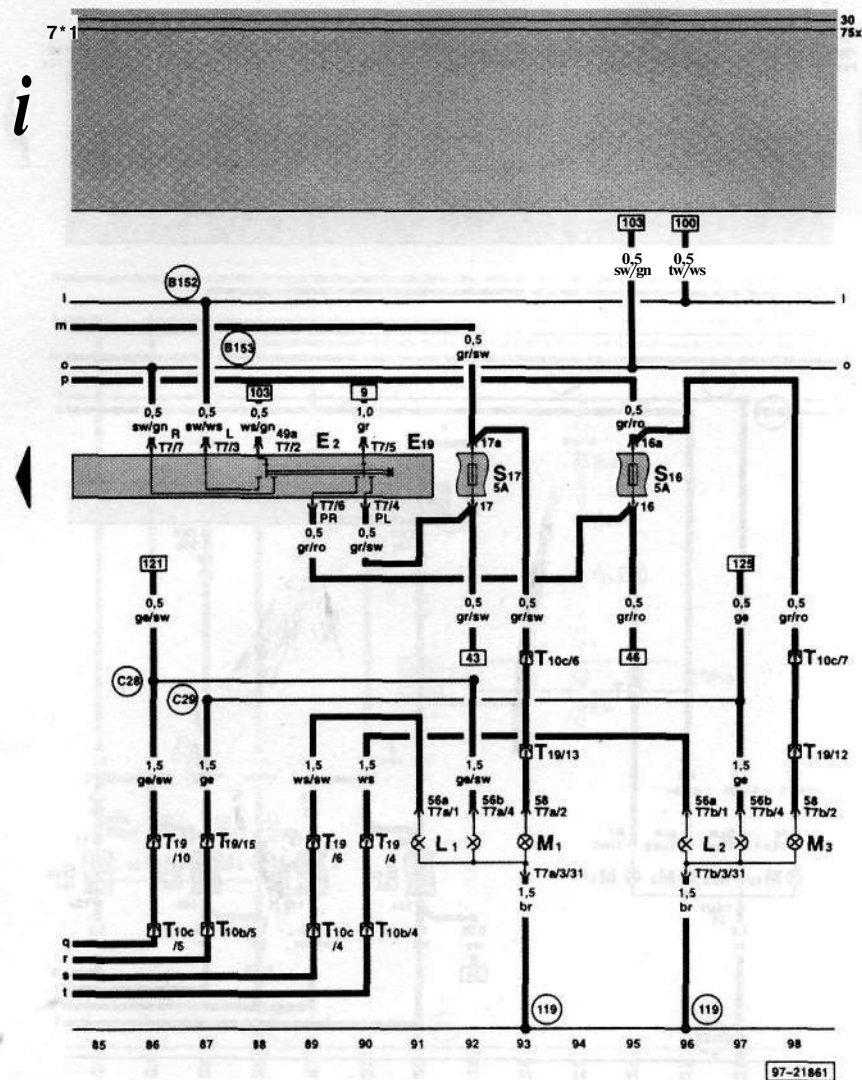 30
7*1 75x
i
103 100
0,5 0,5
sw/gn tw/ws
B152
l l
m
B153 0,5
gr/sw
o o
p
103 9
0,5 0,5 0,5 1,0 0,5
sw/gn sw/ws ws/gn gr gr/ro
R L 49a E2 E19 17a 16a
T7/7 T7/3 T7/2 T7/5
S17 S16
5A 5A
T7/6 T7/4 17 16
PR PL
0,5 0,5
gr/ro gr/sw
121 125
0,5 0,5 0,5 0,5 0,5 0,5
ge/sw gr/sw gr/sw gr/ro ge gr/ro
43 T10c/6 46 T10c/7
C28
C29
T19/13 T19/12
1,5 1,5 1,5 1,5 1,5 1,5
ge/sw ge ws/sw ws ge/sw ge
56a 56b 58 56a 56b 58
T7a/1 T7a/4 T7a/2 T7b/1 T7b/4 T7b/2
T19 T19/15 T19 T19 L1 M1 L2 M3
/10 /6 /4
T7a/3/31 T7b/3/31
1,5 1,5
br br
T10c T10b/5 T10c T10b/4
/5 /4
q
r
s
t
119 119
85 86 87 88 89 90 91 92 93 94 95 96 97 98
97-21861